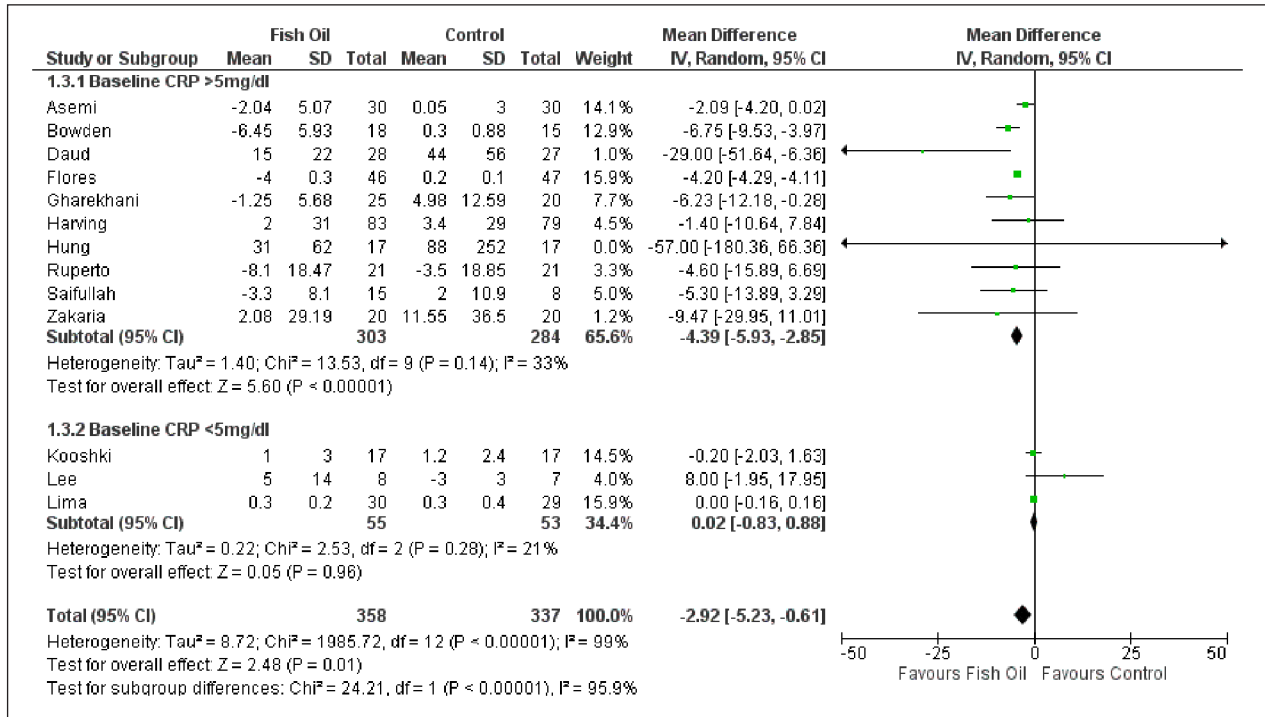 Fish Oil Control Mean Difference Mean Difference
Study or Subgroup Mean SD Total Mean SD Total Weight IV, Random, 95% CI IV, Random, 95% CI
1.3.1 Baseline CRP >5mg/dl
Asemi -2.04 5.07 30 0.05 3 30 14.1% -2.09 [-4.20, 0.02]
Bowden -6.45 5.93 18 0.3 0.88 15 12.9% -6.75 [-9.53, -3.97]
Daud 15 22 28 44 56 27 1.0% -29.00 [-51.64, -6.36]
Flores -4 0.3 46 0.2 0.1 47 15.9% -4.20 [-4.29, -4.11]
Gharekhani -1.25 5.68 25 4.98 12.59 20 7.7% -6.23 [-12.18, -0.28]
Harving 2 31 83 3.4 29 79 4.5% -1.40 [-10.64, 7.84]
Hung 31 62 17 88 252 17 0.0% -57.00 [-180.36, 66.36]
Ruperto -8.1 18.47 21 -3.5 18.85 21 3.3% -4.60 [-15.89, 6.69]
Saifullah -3.3 8.1 15 2 10.9 8 5.0% -5.30 [-13.89, 3.29]
Zakaria 2.08 29.19 20 11.55 36.5 20 1.2% -9.47 [-29.95, 11.01]
Subtotal (95% CI) 303 284 65.6% -4.39 [-5.93, -2.85]
Heterogeneity: Tau² = 1.40; Chi² = 13.53, df = 9 (P = 0.14); I² = 33%
Test for overall effect: Z = 5.60 (P < 0.00001)
1.3.2 Baseline CRP <5mg/dl
Kooshki 1 3 17 1.2 2.4 17 14.5% -0.20 [-2.03, 1.63]
Lee 5 14 8 -3 3 7 4.0% 8.00 [-1.95, 17.95]
Lima 0.3 0.2 30 0.3 0.4 29 15.9% 0.00 [-0.16, 0.16]
Subtotal (95% CI) 55 53 34.4% 0.02 [-0.83, 0.88]
Heterogeneity: Tau² = 0.22; Chi² = 2.53, df = 2 (P = 0.28); I² = 21%
Test for overall effect: Z = 0.05 (P = 0.96)
Total (95% CI) 358 337 100.0% -2.92 [-5.23, -0.61]
Heterogeneity: Tau² = 8.72; Chi² = 1985.72, df = 12 (P < 0.00001); I² = 99%
Test for overall effect: Z = 2.48 (P = 0.01)
Test for subgroup differences: Chi² = 24.21, df = 1 (P < 0.00001), I² = 95.9%
-50 -25 0 25 50
Favours Fish Oil Favours Control